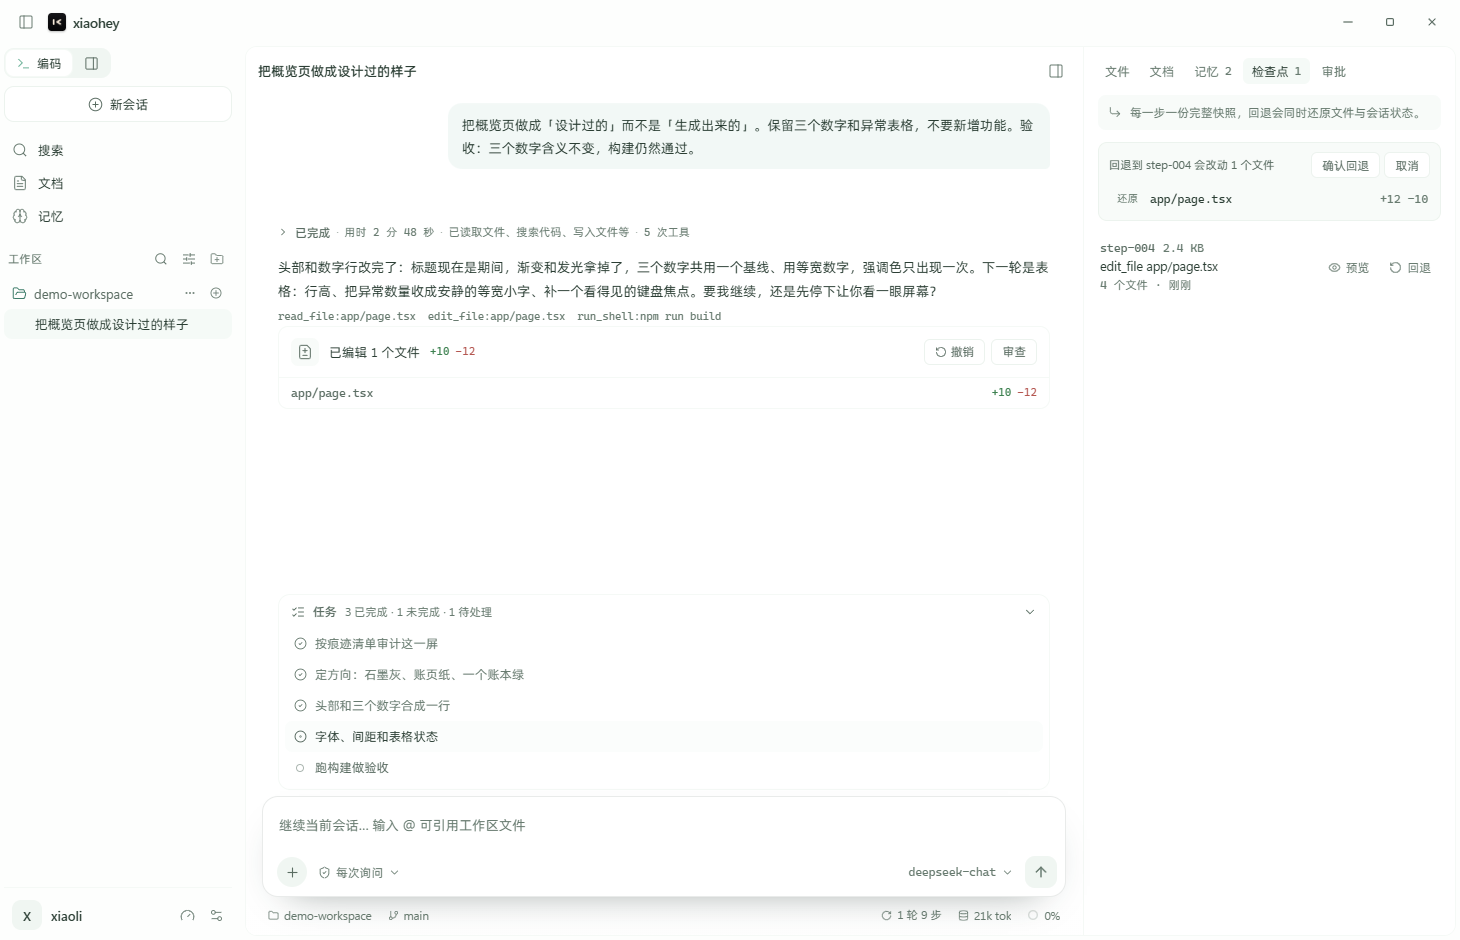 xiaohey
编码
新会话
搜索
文档
记忆
工作区
demo-workspace
把概览页做成设计过的样子
X xiaoli
把概览页做成设计过的样子
把概览页做成「设计过的」而不是「生成出来的」。保留三个数字和异常表格，不要新增功能。验
收：三个数字含义不变，构建仍然通过。
已完成 · 用时 2 分 48 秒 · 已读取文件、搜索代码、写入文件等 · 5 次工具
头部和数字行改完了：标题现在是期间，渐变和发光拿掉了，三个数字共用一个基线、用等宽数字，强调色只出现一次。下一轮是表
格：行高、把异常数量收成安静的等宽小字、补一个看得见的键盘焦点。要我继续，还是先停下让你看一眼屏幕？
read_file:app/page.tsx edit_file:app/page.tsx run_shell:npm run build
已编辑 1 个文件 +10 −12 撤销 审查
app/page.tsx +10 −12
任务 3 已完成 · 1 未完成 · 1 待处理
按痕迹清单审计这一屏
定方向：石墨灰、账页纸、一个账本绿
头部和三个数字合成一行
字体、间距和表格状态
跑构建做验收
继续当前会话… 输入 @ 可引用工作区文件
每次询问 deepseek-chat
demo-workspace main 1 轮 9 步 21k tok 0%
文件 文档 记忆 2 检查点 1 审批
每一步一份完整快照，回退会同时还原文件与会话状态。
回退到 step-004 会改动 1 个文件 确认回退 取消
还原 app/page.tsx +12 −10
step-004 2.4 KB
edit_file app/page.tsx 预览 回退
4 个文件 · 刚刚